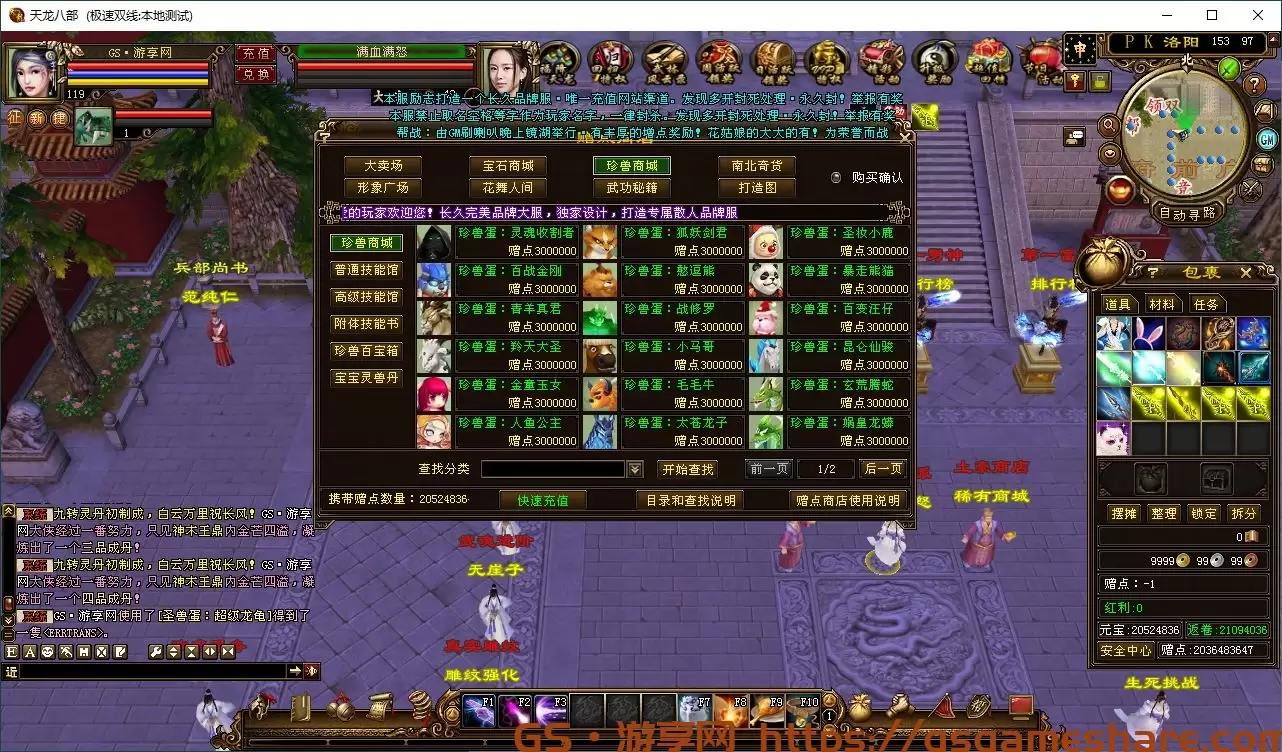 天龙八部 (极速双线:本地测试)
GS·游享网
充值
兑换
满血满怒
119
征 新 捷
1
申
PK洛阳 153 97
北
GM
自动寻路
本服励志打造一个长久品牌服·唯一充值网站渠道。发现多开封死处理·永久封！举报有奖
本服禁止取名空格等字作为玩家名字，一律封杀。发现多开封死处理·永久封！举报有奖
帮战：由GM刷喇叭晚上镜湖举行·有丰厚的增点奖励！花姑娘的大大的有！为荣誉而战
大卖场 宝石商城 珍兽商城 南北奇货
形象广场 花舞人间 武功秘籍 打造图
购买确认
的玩家欢迎您！长久完美品牌大服，独家设计，打造专属散人品牌服
珍兽商城
普通技能馆
高级技能馆
附体技能书
珍兽百宝箱
宝宝灵兽丹
珍兽蛋：灵魂收割者 珍兽蛋：狐妖剑君 珍兽蛋：圣妆小鹿
赠点3000000 赠点3000000 赠点3000000
珍兽蛋：百战金刚 珍兽蛋：憨逗熊 珍兽蛋：暴走熊猫
赠点3000000 赠点3000000 赠点3000000
珍兽蛋：青羊真君 珍兽蛋：战修罗 珍兽蛋：百变汪仔
赠点3000000 赠点3000000 赠点3000000
珍兽蛋：羚天大圣 珍兽蛋：小马哥 珍兽蛋：昆仑仙骏
赠点3000000 赠点3000000 赠点3000000
珍兽蛋：金童玉女 珍兽蛋：毛毛牛 珍兽蛋：玄荒腾蛇
赠点3000000 赠点3000000 赠点3000000
珍兽蛋：人鱼公主 珍兽蛋：太苍龙子 珍兽蛋：娲皇龙蟒
赠点3000000 赠点3000000 赠点3000000
查找分类 开始查找 前一页 1/2 后一页
携带赠点数量：20524836 快速充值 目录和查找说明 赠点商店使用说明
兵部尚书
范纯仁
包裹
道具 材料 任务
摆摊 整理 锁定 拆分
0
9999 99 99
赠点：-1
红利:0
元宝:20524836 返卷:21094036
安全中心 赠点:2036483647
土豪商店
稀有商城
无崖子
雕纹强化
生死挑战
九转灵丹初制成，白云万里祝长风！GS·游享
网大侠经过一番努力，只见神木王鼎内金芒四溢，凝
炼出了一个三品成丹！
九转灵丹初制成，白云万里祝长风！GS·游享
网大侠经过一番努力，只见神木王鼎内金芒四溢，凝
炼出了一个四品成丹！
GS·游享网使用了[圣兽蛋：超级龙龟]得到了
一隻<ERRTRANS>。
近
F1 F2 F3 F7 F8 F9 F10
1
GS·游享网 https://gsgameshare.com